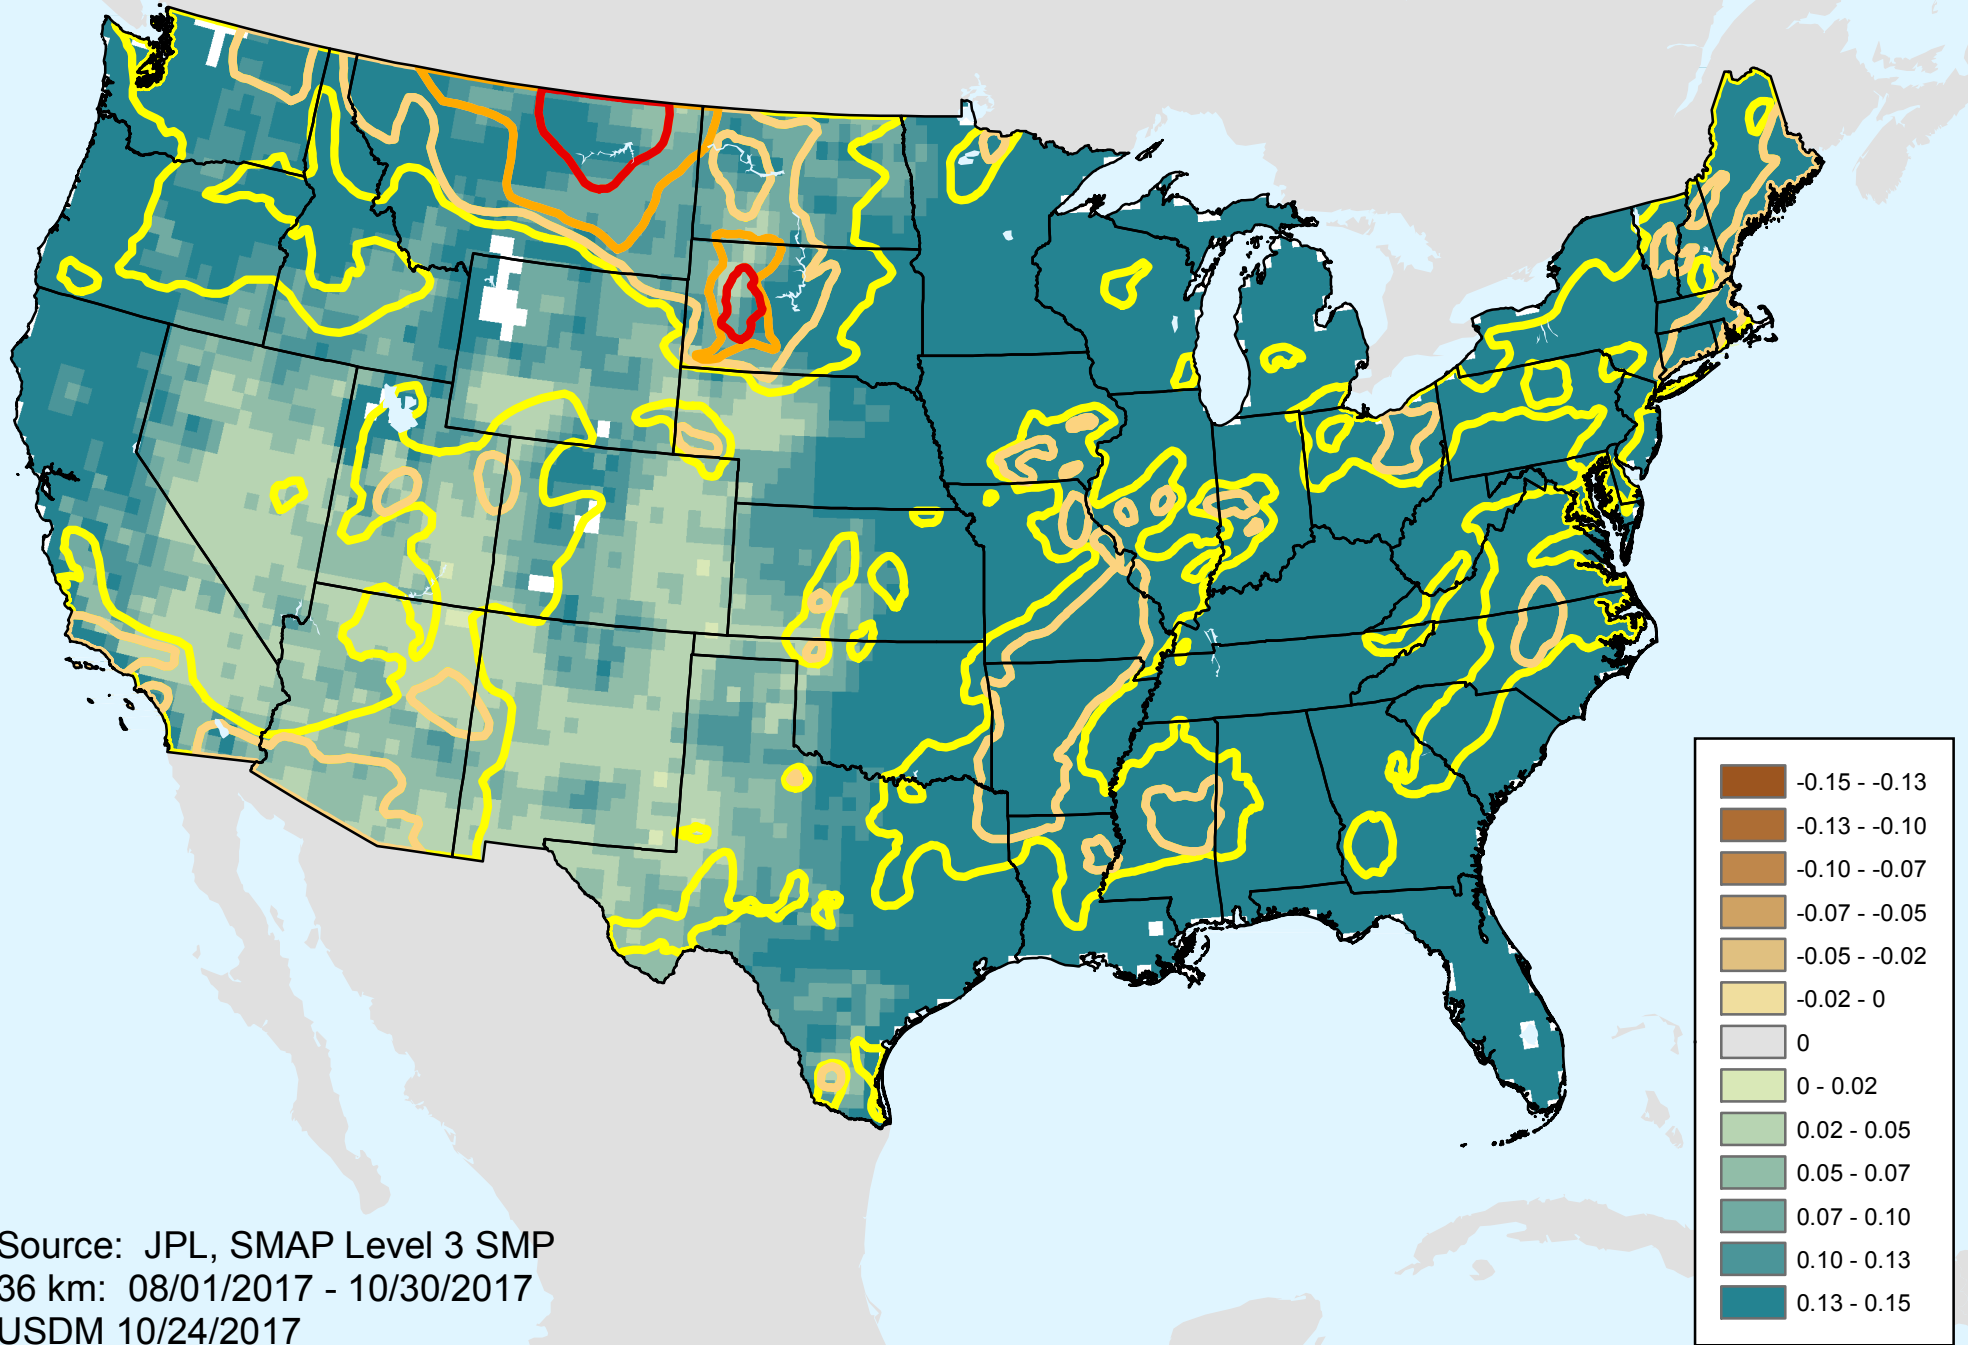 -0.15 - -0.13
-0.13 - -0.10
-0.10 - -0.07
-0.07 - -0.05
-0.05 - -0.02
-0.02 - 0
0
0 - 0.02
0.02 - 0.05
0.05 - 0.07
0.07 - 0.10
0.10 - 0.13
0.13 - 0.15
Source: JPL, SMAP Level 3 SMP
36 km: 08/01/2017 - 10/30/2017
USDM 10/24/2017